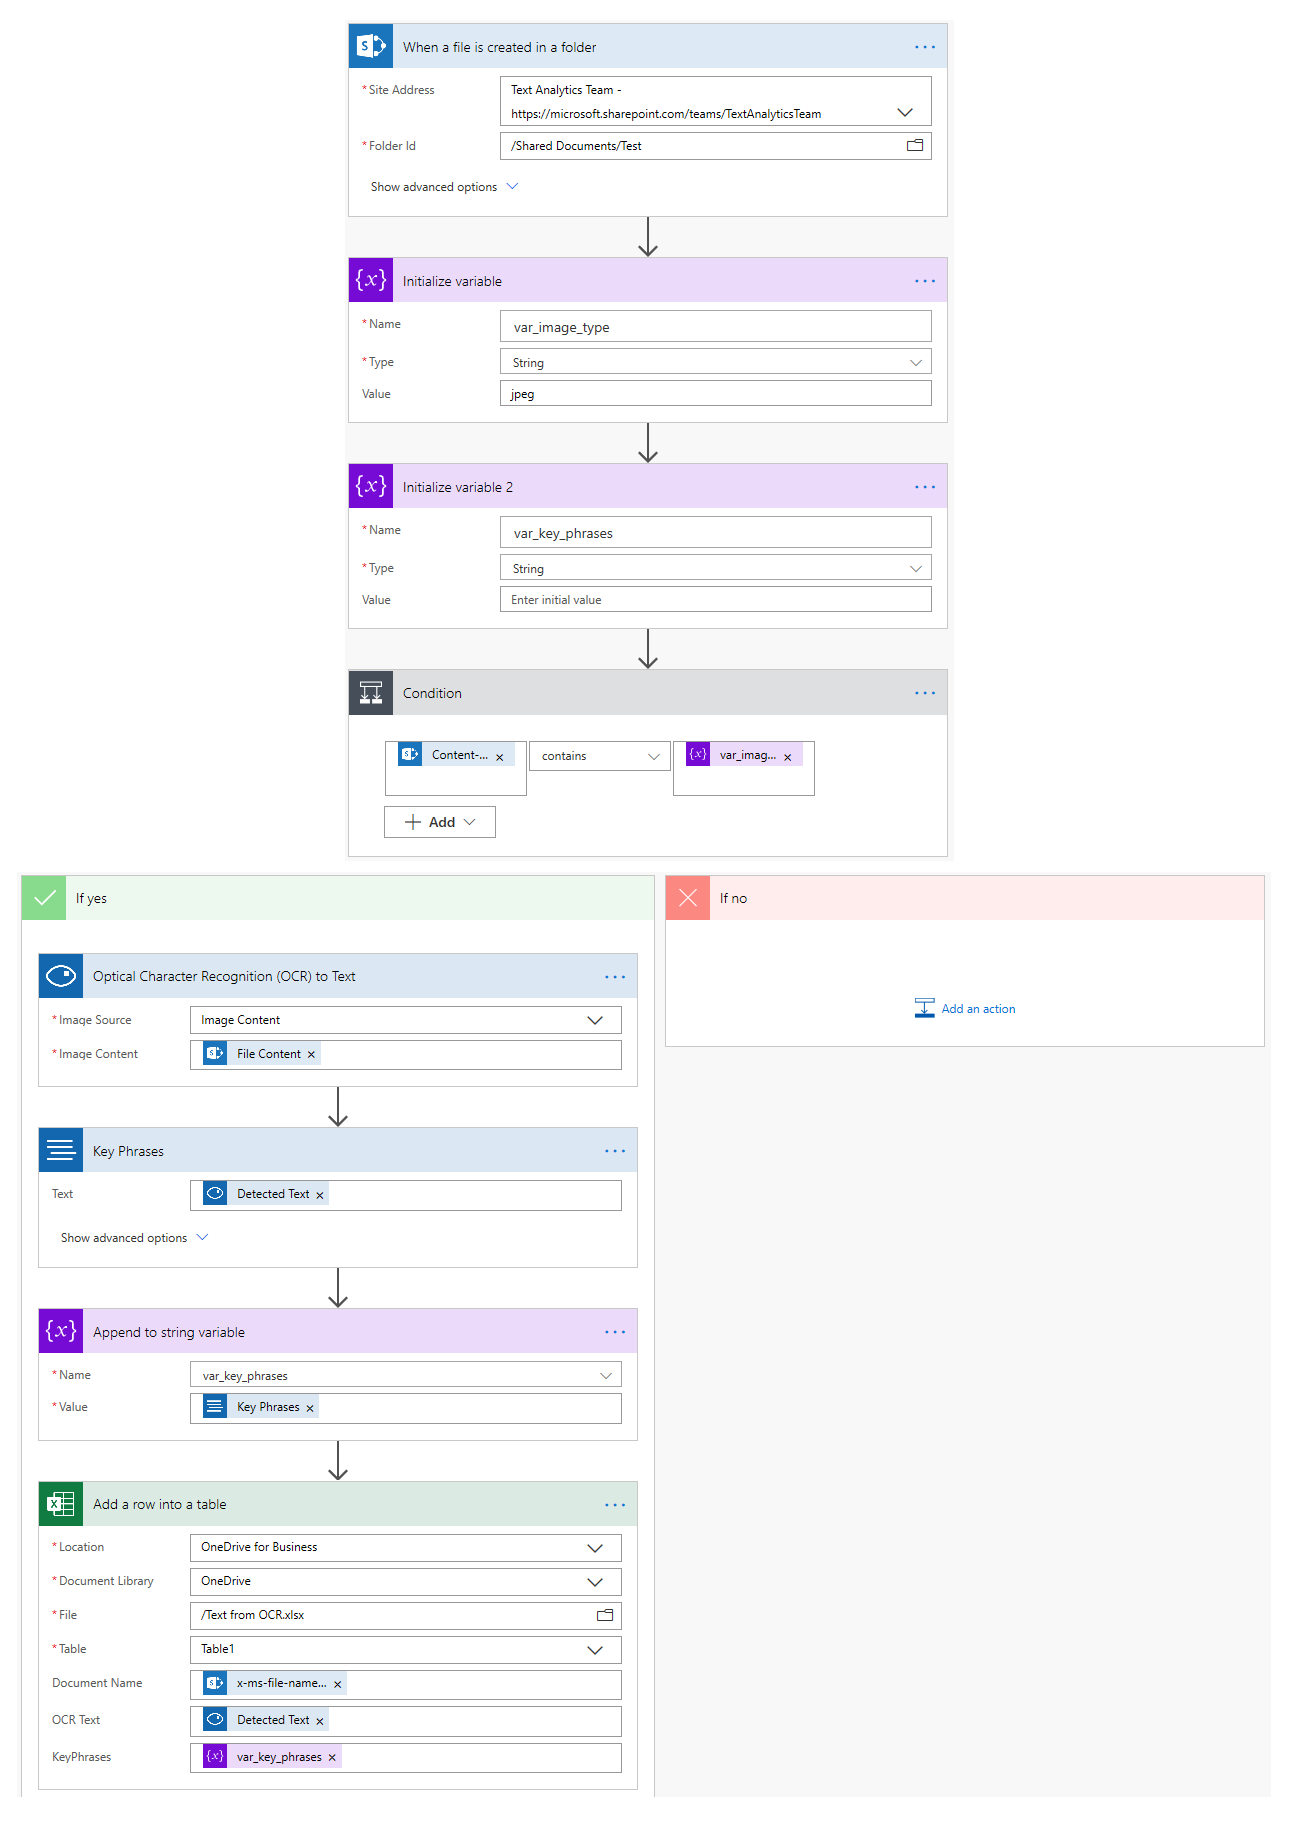 When a file is created in a folder
* Site Address
Text Analytics Team -
https://microsoft.sharepoint.com/teams/TextAnalyticsTeam
* Folder Id
/Shared Documents/Test
Show advanced options
{x} Initialize variable
* Name
var_image_type
* Type
String
Value
jpeg
{x} Initialize variable 2
* Name
var_key_phrases
* Type
String
Value
Enter initial value
Condition
Content-...
contains
{x} var_imag...
Add
If yes
If no
Optical Character Recognition (OCR) to Text
* Image Source
Image Content
* Image Content
File Content
Add an action
Key Phrases
Text
Detected Text
Show advanced options
{x} Append to string variable
* Name
var_key_phrases
* Value
Key Phrases
Add a row into a table
* Location
OneDrive for Business
* Document Library
OneDrive
* File
/Text from OCR.xlsx
* Table
Table1
Document Name
x-ms-file-name...
OCR Text
Detected Text
KeyPhrases
{x} var_key_phrases